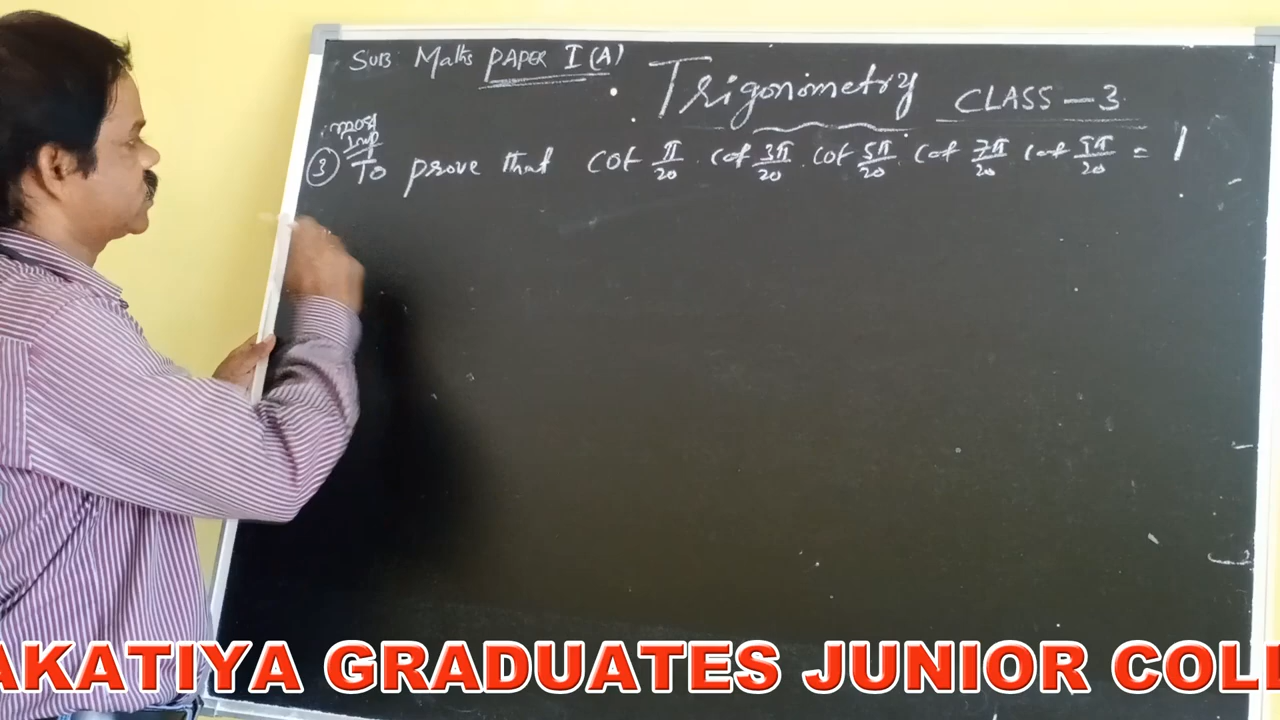 SUB: Maths PAPER I (A)
Trigonometry CLASS - 3
most
Imp
③ To prove that cot π/20 . cot 3π/20 . cot 5π/20 . cot 7π/20 cot 9π/20 = 1
AKATIYA GRADUATES JUNIOR COLL